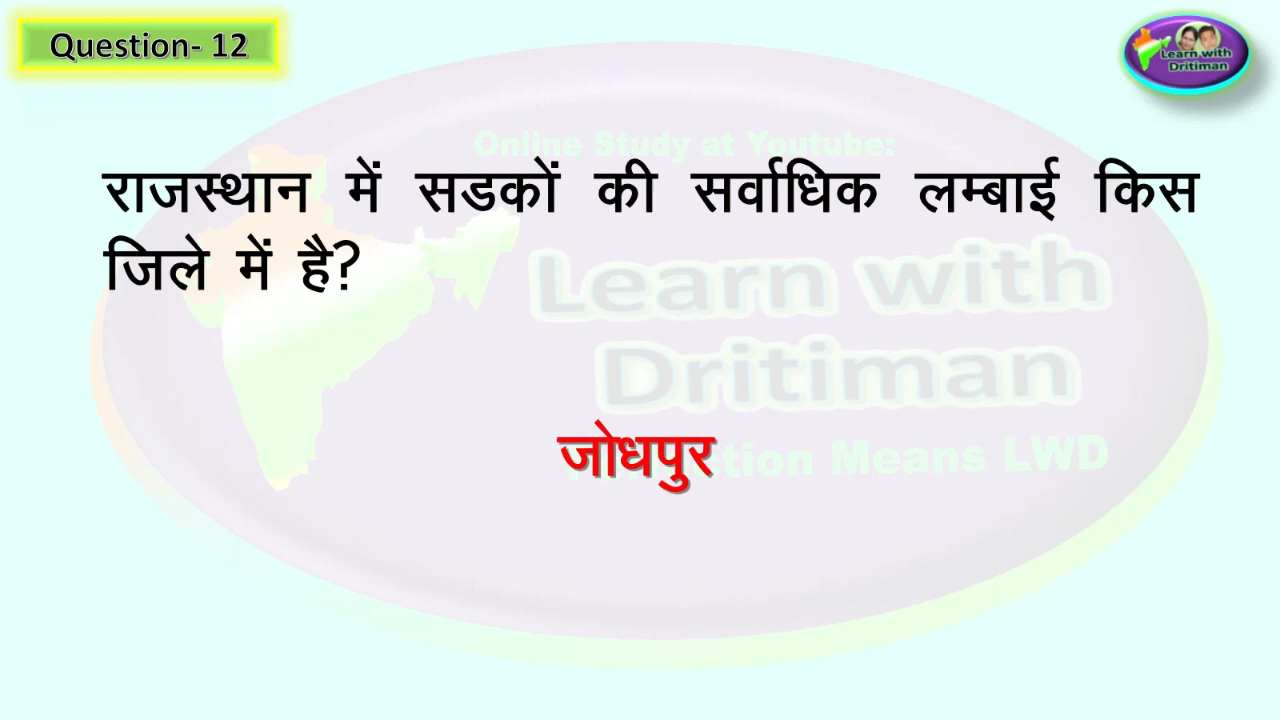 Question- 12
Learn with
Dritiman
Online Study at Youtube:
राजस्थान में सडकों की सर्वाधिक लम्बाई किस
जिले में है?
Learn with
Dritiman
जोधपुर
Means LWD